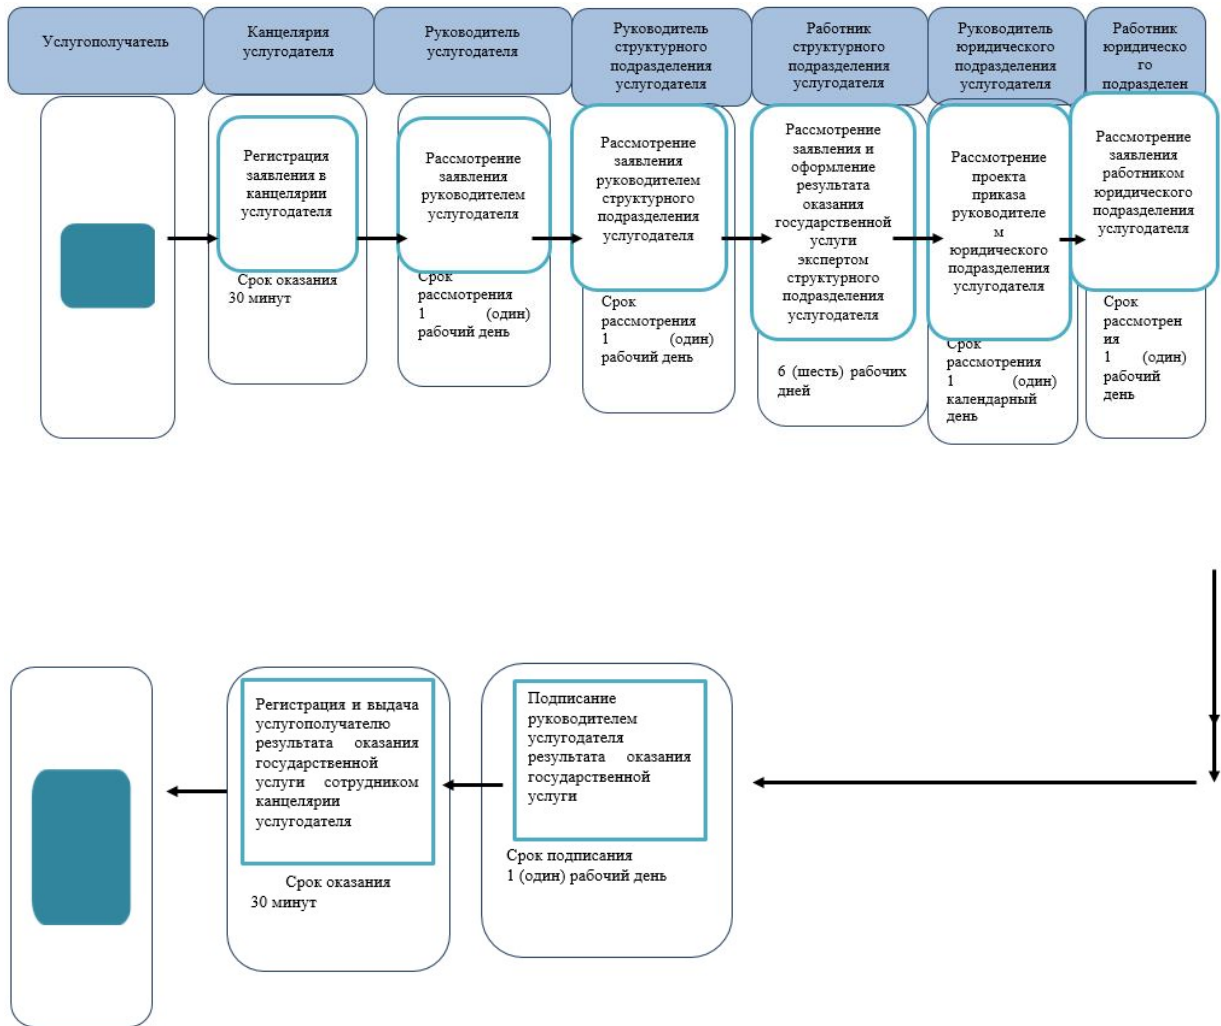 Услугополучатель
Канцелярия
услугодателя
Руководитель
услугодателя
Руководитель
структурного
подразделения
услугодателя
Работник
структурного
подразделения
услугодателя
Руководитель
юридического
подразделения
услугодателя
Работник
юридическо
го
подразделен
Регистрация
заявления в
канцелярии
услугодателя
Срок оказания
30 минут
Рассмотрение
заявления
руководителем
услугодателя
Срок
рассмотрения
1 (один)
рабочий день
Рассмотрение
заявления
руководителем
структурного
подразделения
услугодателя
Срок
рассмотрения
1 (один)
рабочий день
Рассмотрение
заявления и
оформление
результата
оказания
государственной
услуги
экспертом
структурного
подразделения
услугодателя
6 (шесть) рабочих
дней
Рассмотрение
проекта
приказа
руководителе
м
юридического
подразделения
услугодателя
Срок
рассмотрения
1 (один)
календарный
день
Рассмотрение
заявления
работником
юридического
подразделения
услугодателя
Срок
рассмотрен
ия
1 (один)
рабочий
день
Регистрация и выдача
услугополучателю
результата оказания
государственной
услуги сотрудником
канцелярии
услугодателя
Срок оказания
30 минут
Подписание
руководителем
услугодателя
результата оказания
государственной
услуги
Срок подписания
1 (один) рабочий день